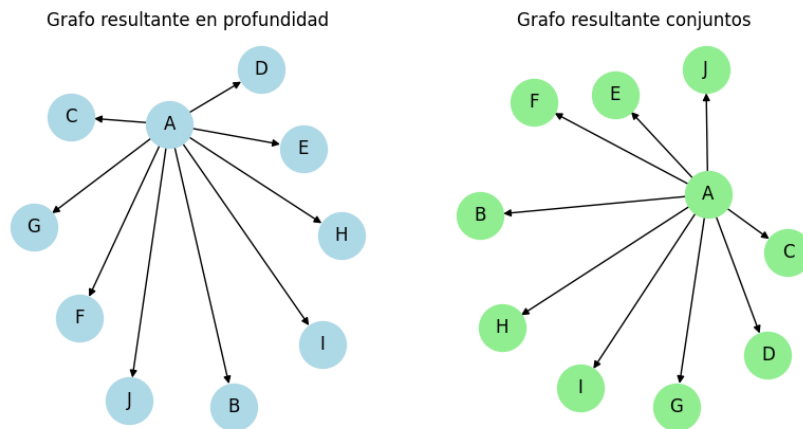 Grafo resultante en profundidad
D
C
A
E
G
H
F
I
J
B
Grafo resultante conjuntos
J
E
F
A
B
C
H
D
I
G